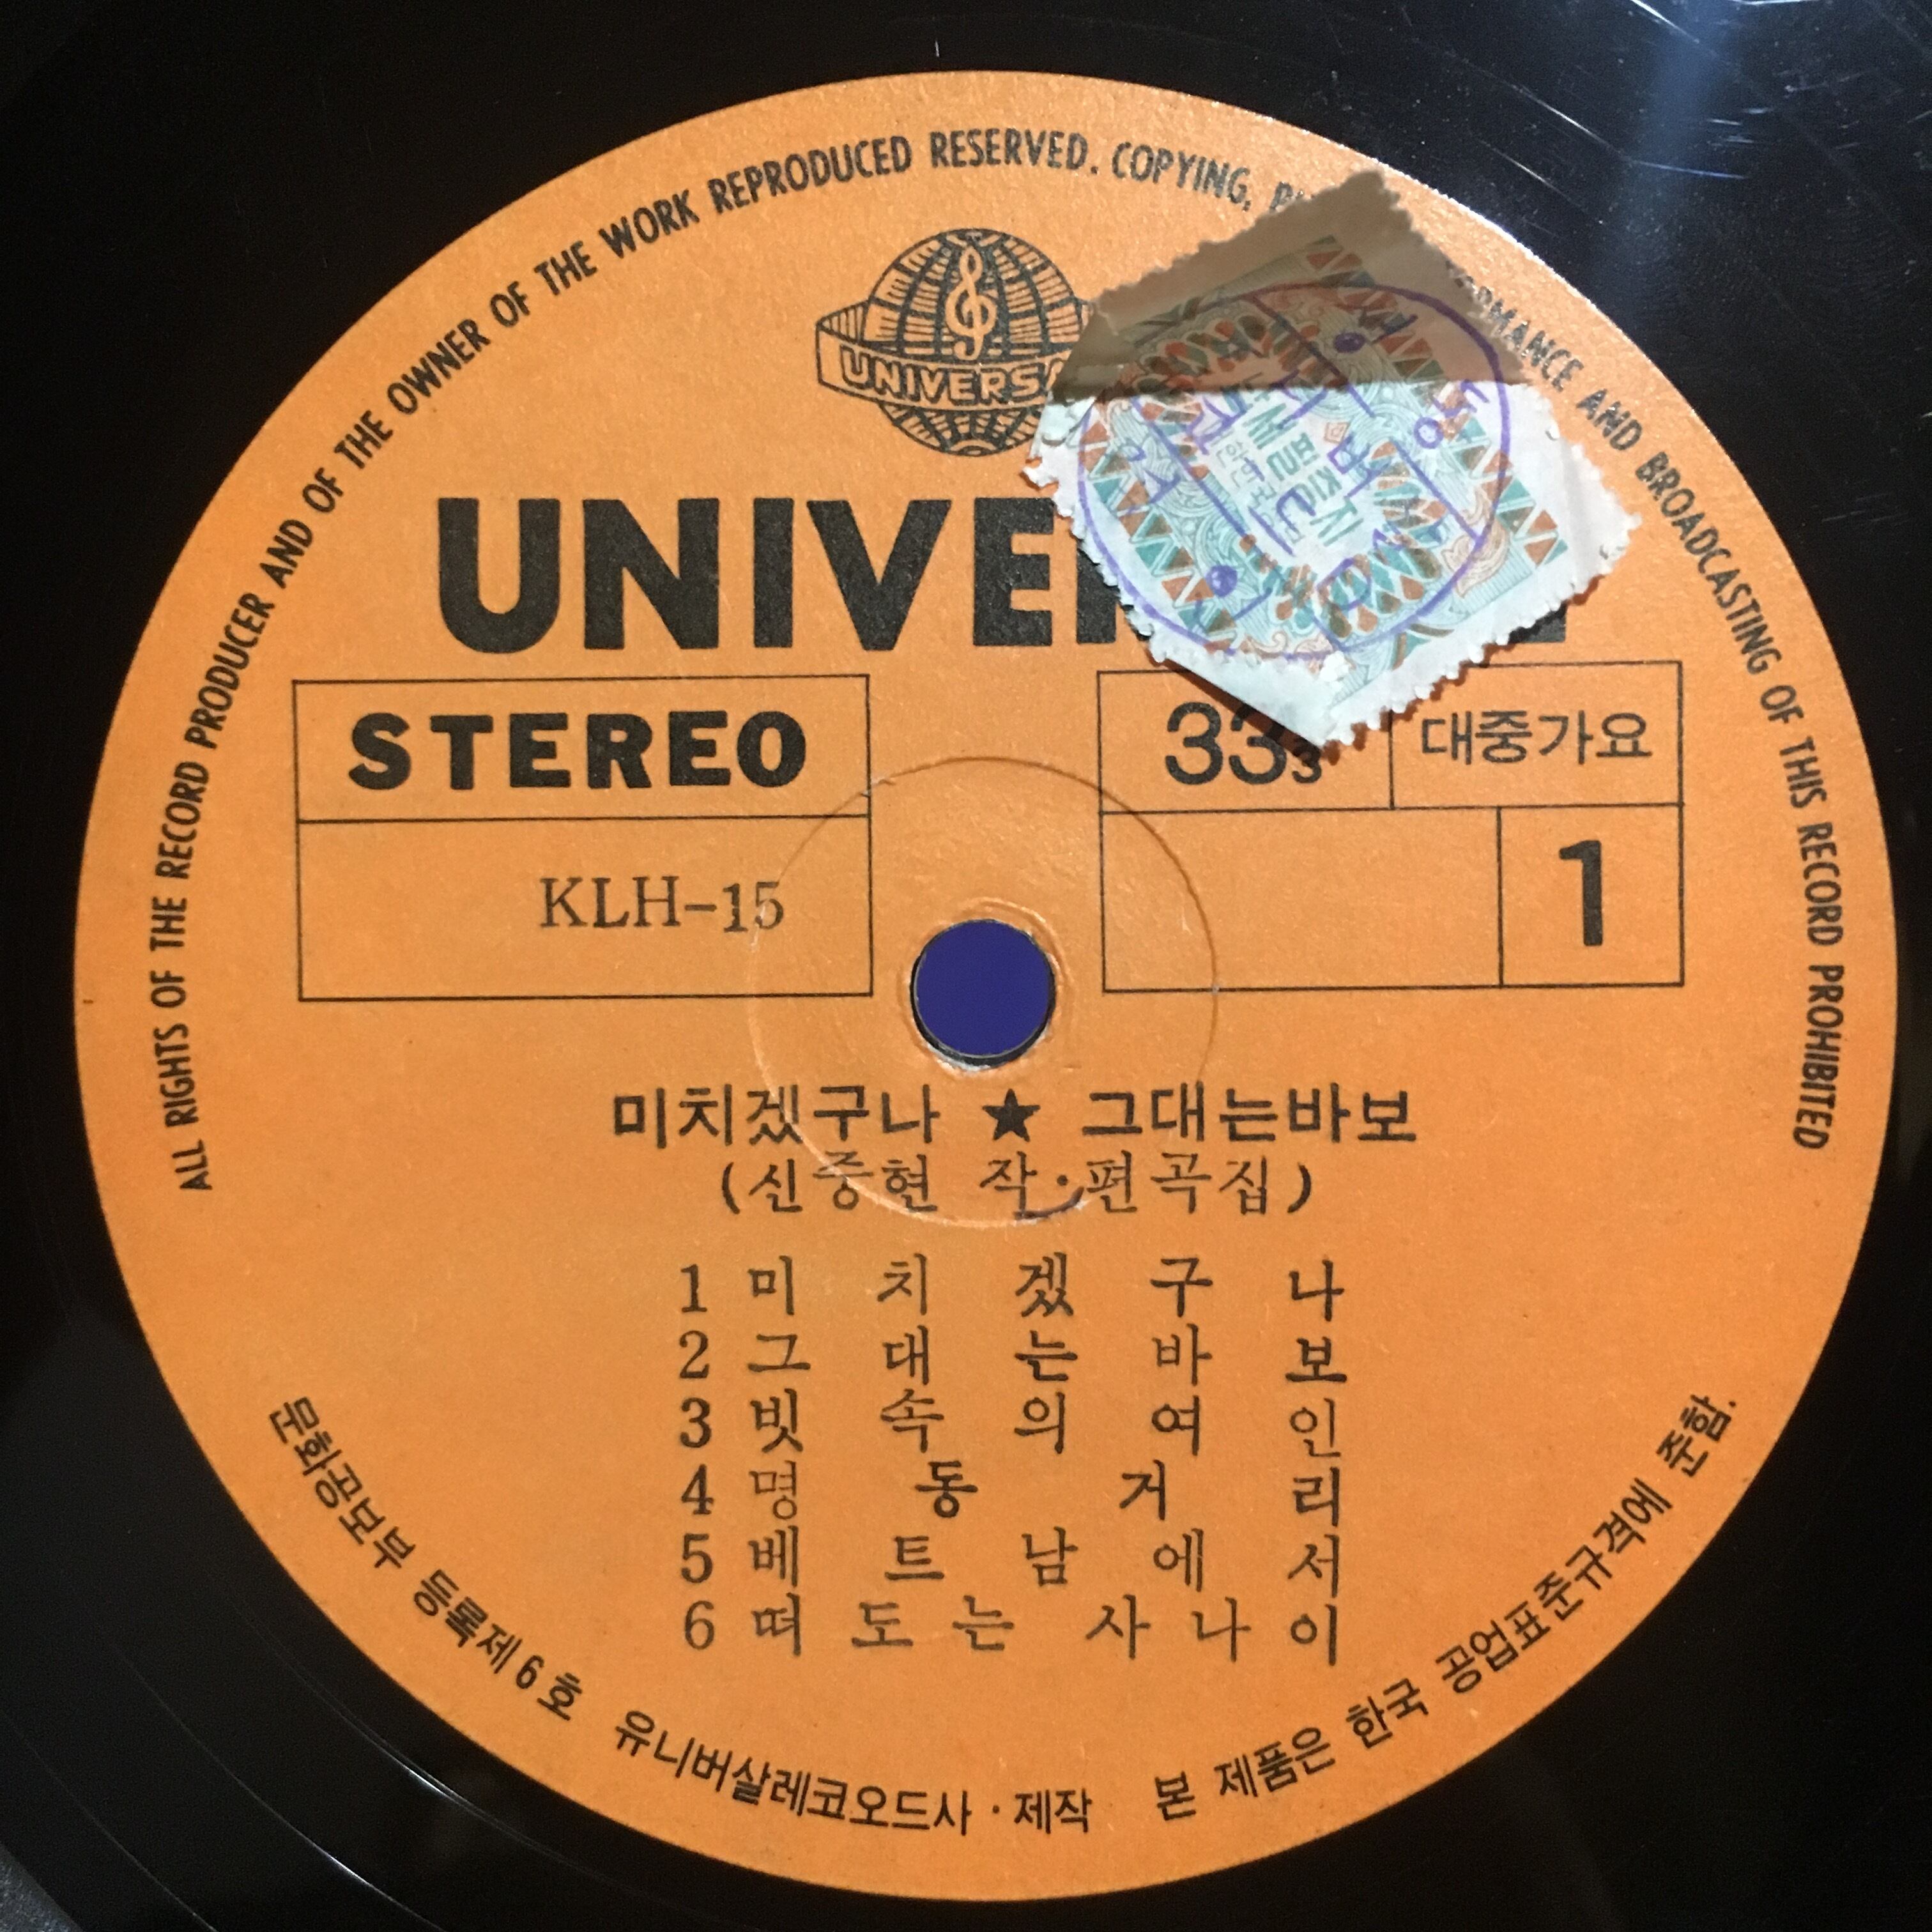 ALL RIGHTS OF THE RECORD PRODUCER AND OF THE OWNER OF THE WORK REPRODUCED RESERVED. COPYING, AND BROADCASTING OF THIS RECORD PROHIBITED
STEREO
33 대중가요
KLH-15
1
미치겠구나 ★ 그대는바보
(신중현 작·편곡집)
1 미치겠구나
2 그대는바보
3 빗속의여인
4 명동거리
5 베트남에서
6 떠도는 사나이
문화공보부 등록제6호 유니버살레코오드사·제작 본 제품은 한국 공업표준규격에 준함.